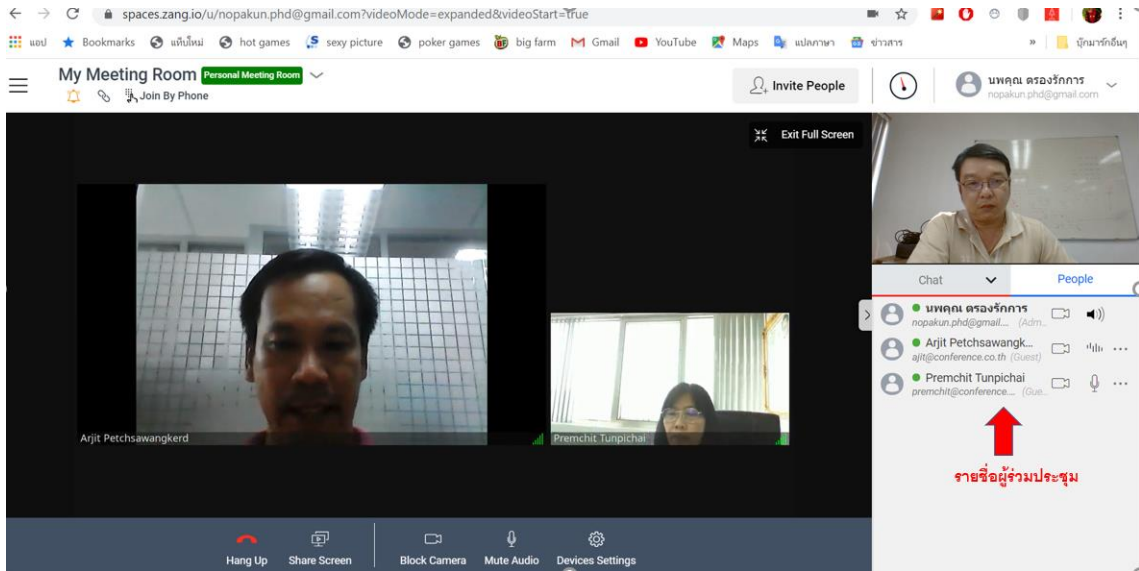 spaces.zang.io/u/nopakun.phd@gmail.com?videoMode=expanded&videoStart=true
แอป Bookmarks แท็บใหม่ hot games sexy picture poker games big farm Gmail YouTube Maps แปลภาษา ข่าวสาร » บุ๊กมาร์กอื่นๆ
My Meeting Room Personal Meeting Room
Join By Phone
Invite People
นพคุณ ตรองรักการ
nopakun.phd@gmail.com
Exit Full Screen
Arjit Petchsawangkerd
Premchit Tunpichai
Chat People
นพคุณ ตรองรักการ
nopakun.phd@gmail... (Adm...
Arjit Petchsawangk...
ajit@conference.co.th (Guest)
Premchit Tunpichai
premchit@conference.... (Gue...
รายชื่อผู้ร่วมประชุม
Hang Up Share Screen Block Camera Mute Audio Devices Settings